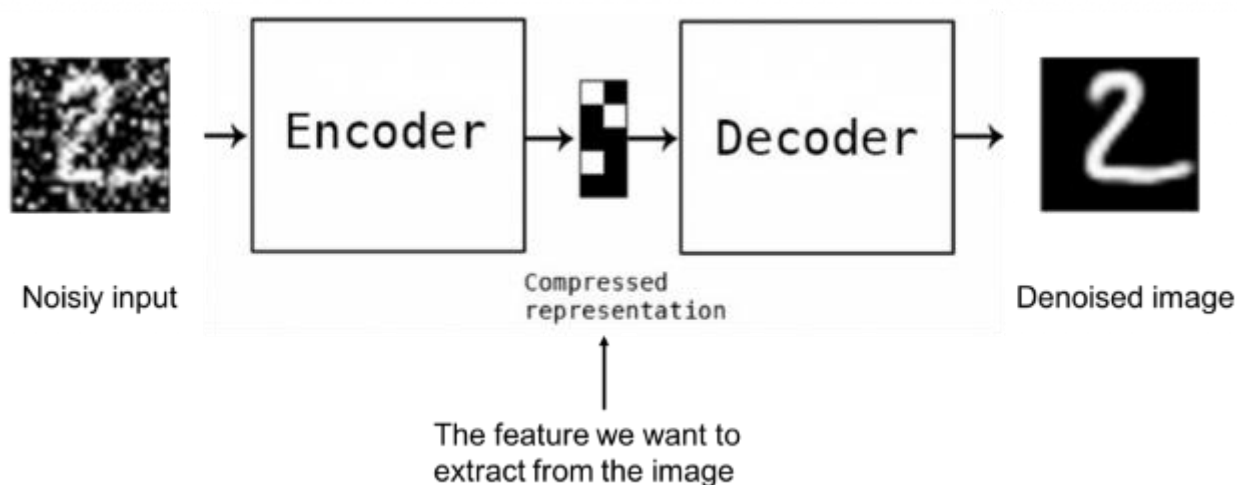 Encoder
Decoder
Noisiy input
Compressed
representation
Denoised image
The feature we want to
extract from the image